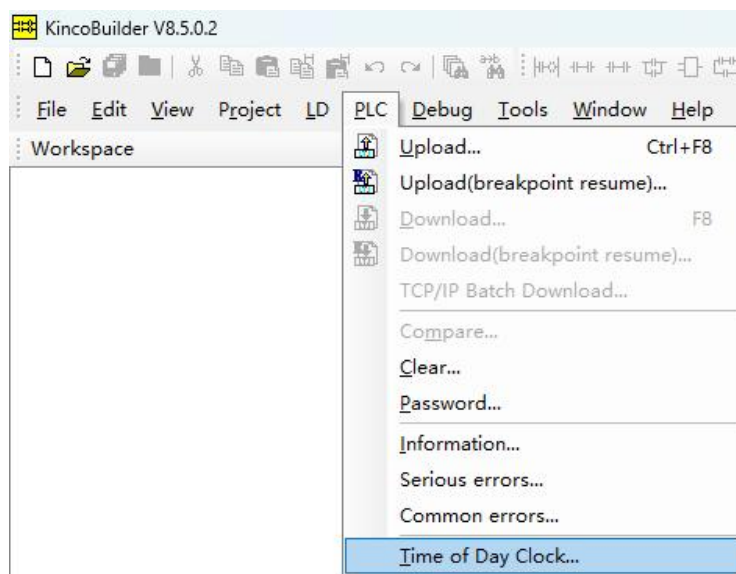 KincoBuilder V8.5.0.2
File Edit View Project LD PLC Debug Tools Window Help
Workspace
Upload... Ctrl+F8
Upload(breakpoint resume)...
Download... F8
Download(breakpoint resume)...
TCP/IP Batch Download...
Compare...
Clear...
Password...
Information...
Serious errors...
Common errors...
Time of Day Clock...